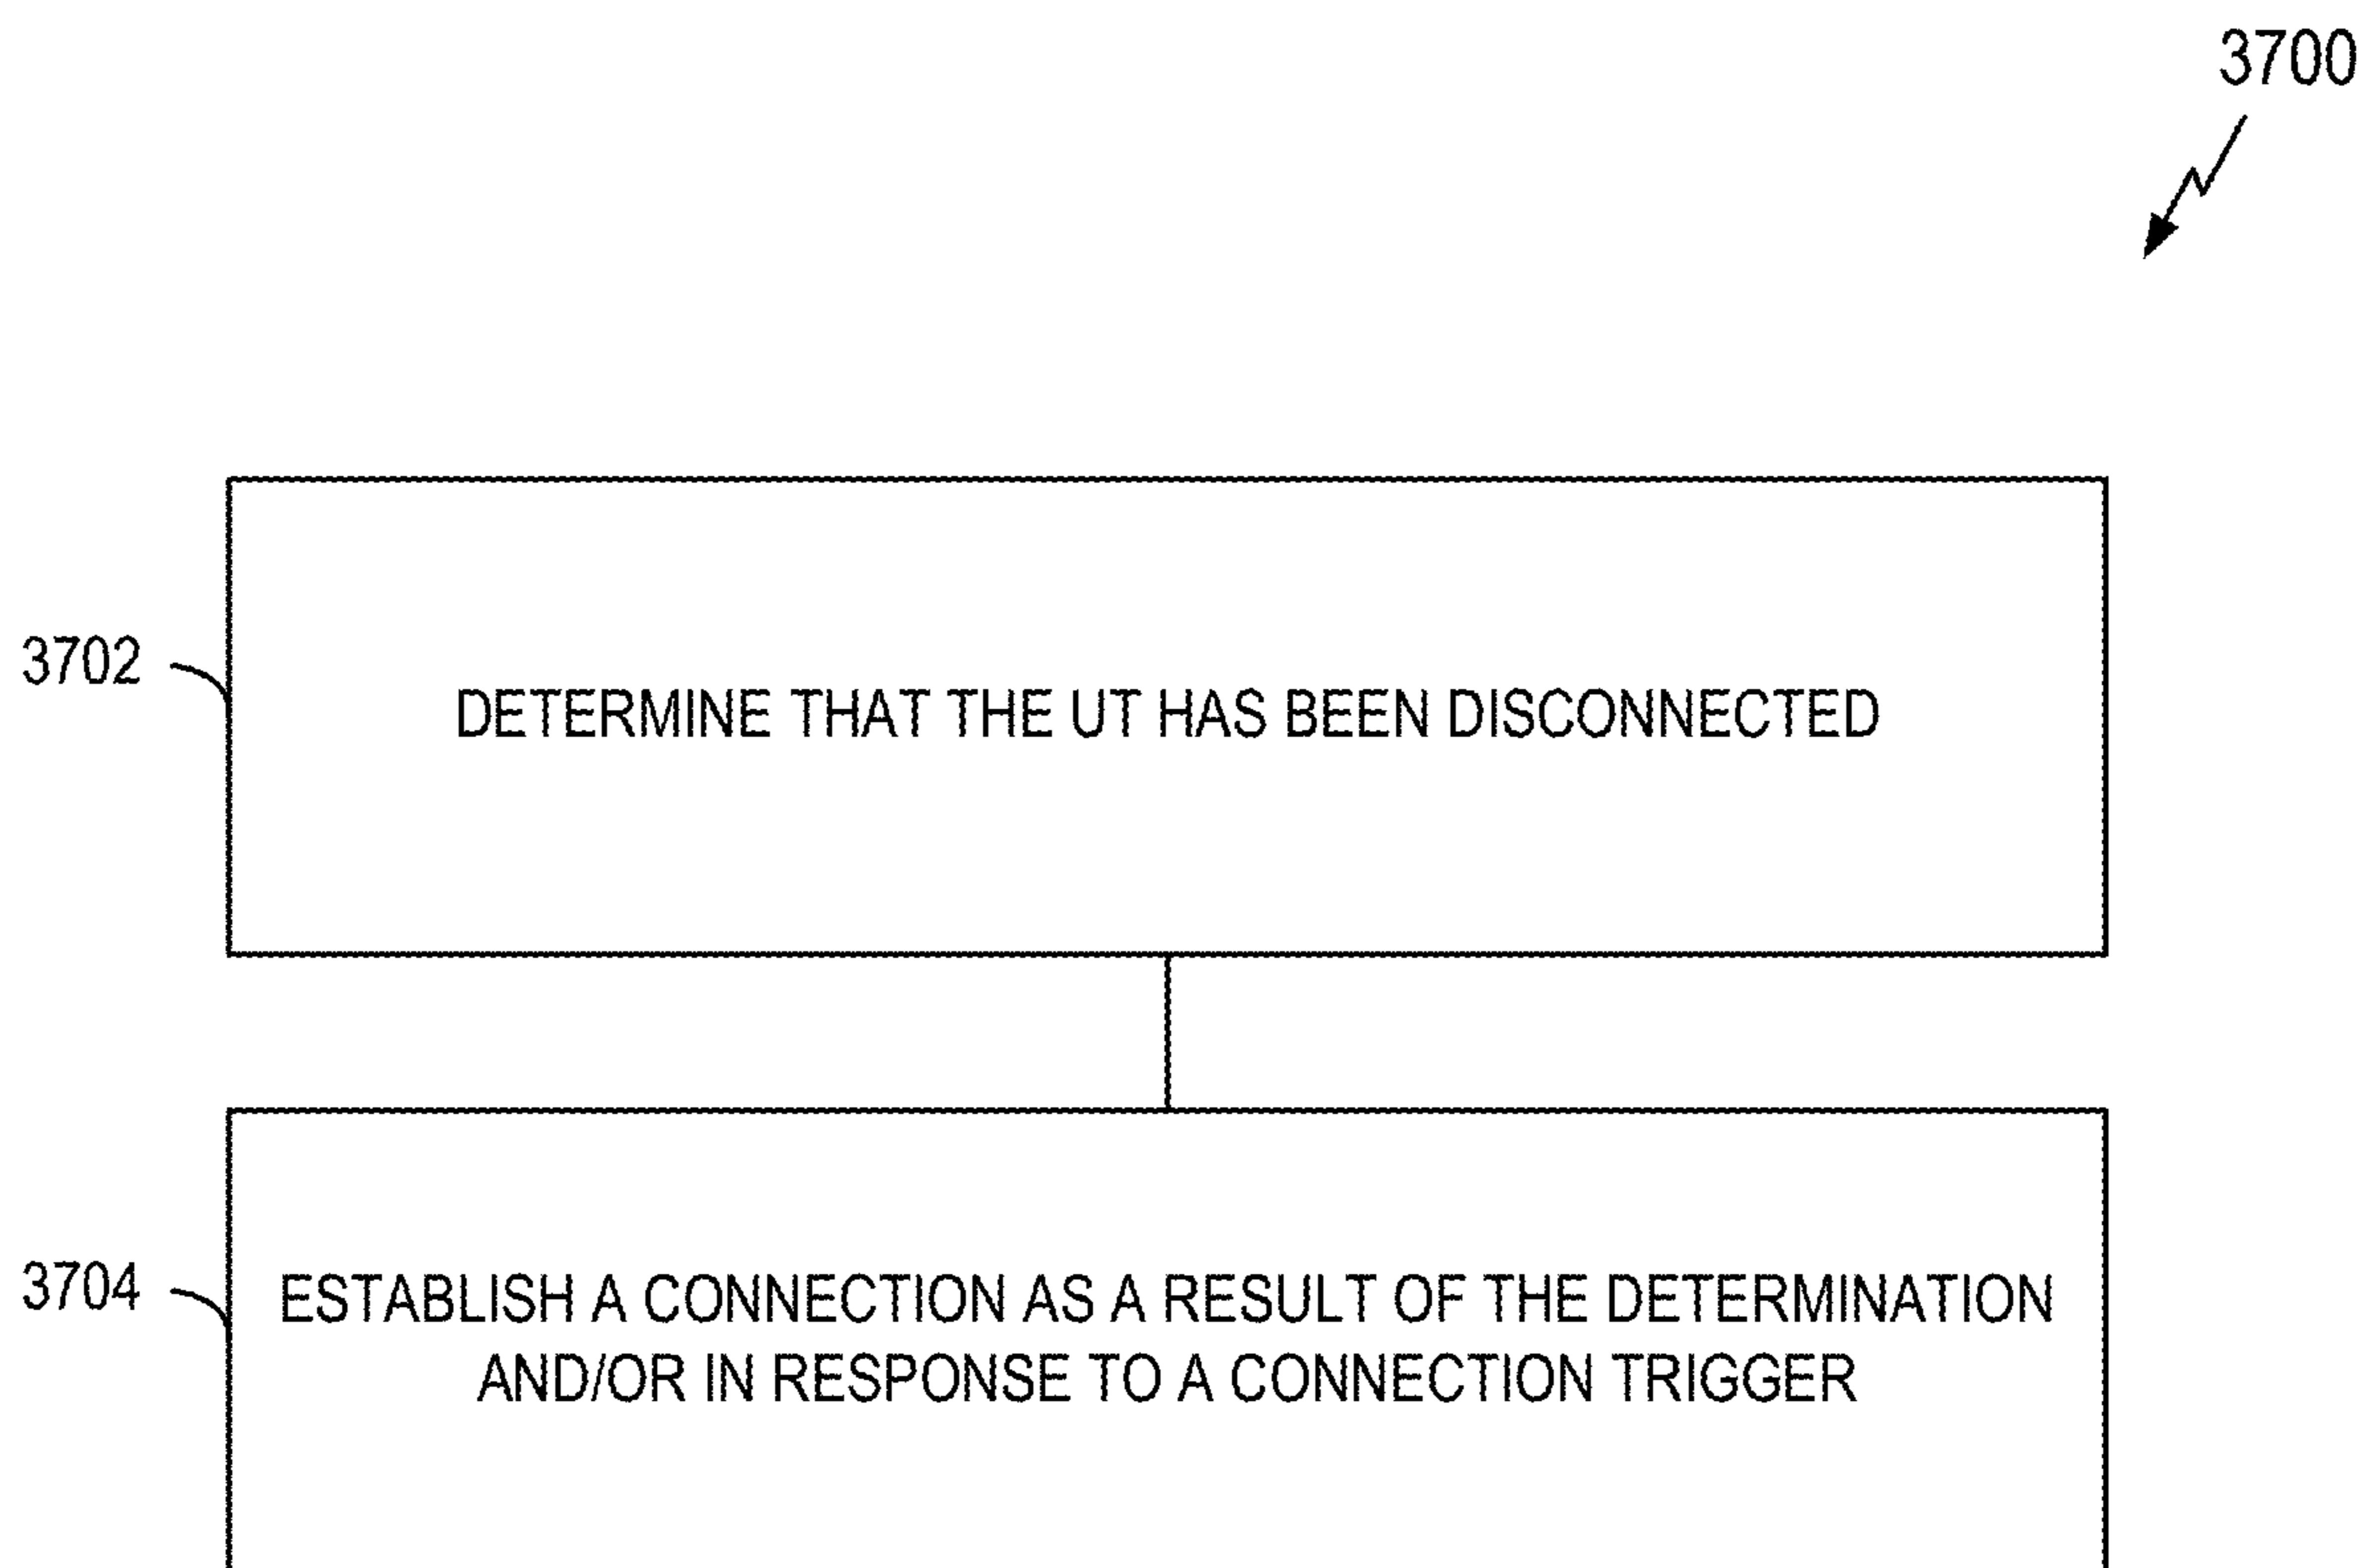 3700
3702
DETERMINE THAT THE UT HAS BEEN DISCONNECTED
3704
ESTABLISH A CONNECTION AS A RESULT OF THE DETERMINATION
AND/OR IN RESPONSE TO A CONNECTION TRIGGER